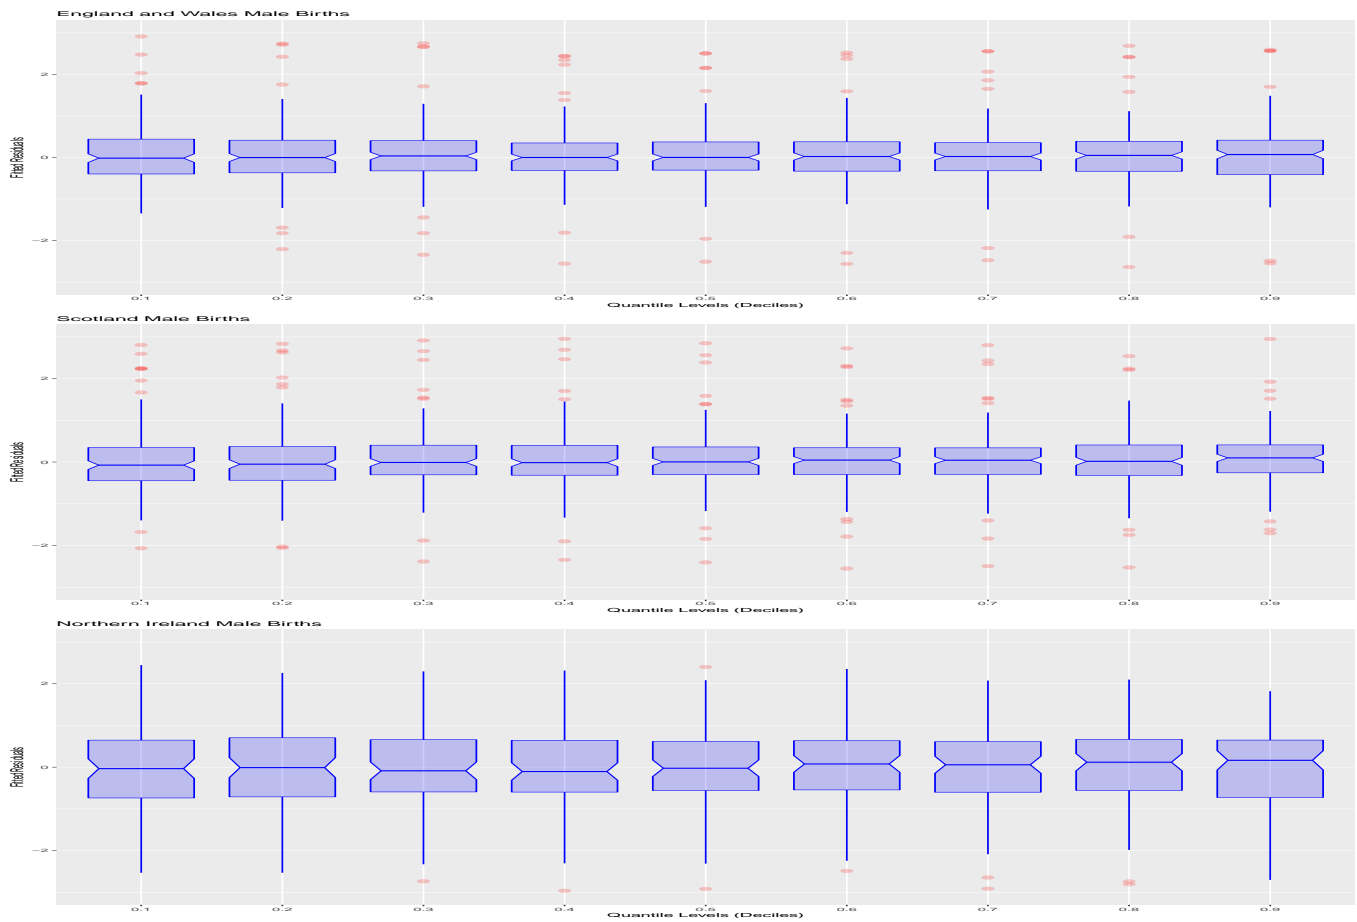 England and Wales Male Births
2
0
−2
Fitted Residuals
0.1 0.2 0.3 0.4 0.5 0.6 0.7 0.8 0.9
Quantile Levels (Deciles)
Scotland Male Births
2
0
−2
Fitted Residuals
0.1 0.2 0.3 0.4 0.5 0.6 0.7 0.8 0.9
Quantile Levels (Deciles)
Northern Ireland Male Births
2
0
−2
Fitted Residuals
0.1 0.2 0.3 0.4 0.5 0.6 0.7 0.8 0.9
Quantile Levels (Deciles)